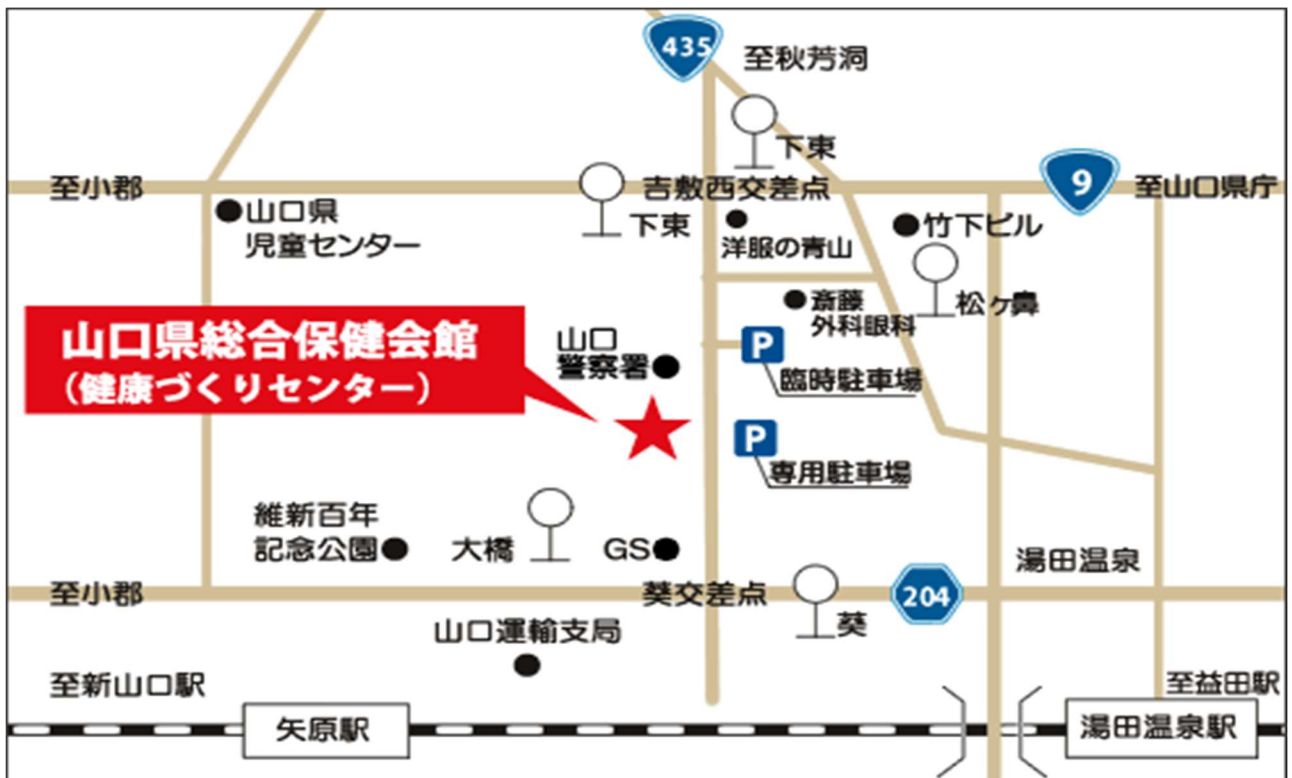 435
至秋芳洞
下東
至小郡
吉敷西交差点
9
至山口県庁
山口県
児童センター
下東
洋服の青山
竹下ビル
松ヶ鼻
斎藤
外科眼科
山口県総合保健会館
(健康づくりセンター)
山口
警察署
P
臨時駐車場
P
専用駐車場
維新百年
記念公園
大橋
GS
湯田温泉
至小郡
葵交差点
204
葵
山口運輸支局
至新山口駅
至益田駅
矢原駅
湯田温泉駅